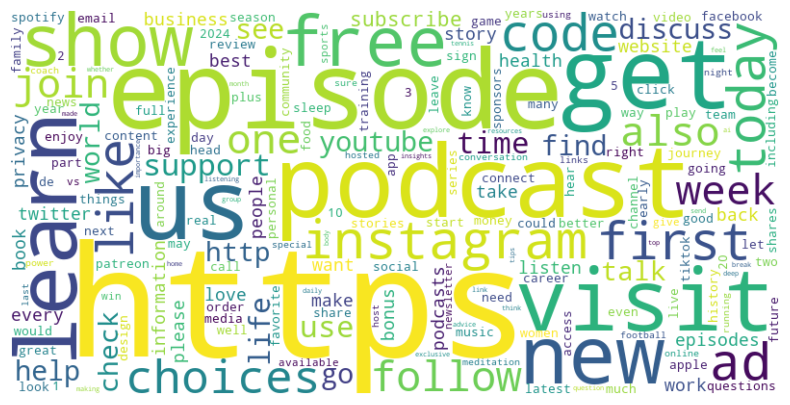 spotify
email
business
season
see
subscribe
story
game
years
using
watch
video
facebook
family
2
show
2024
review
best
free
sports
tennis
code
discuss
website
feel
coach
whether
episode
get
sign
printed
health
month
sure
night
join
news
plus
community
leave
know
3
sponsors
5
click
including
become
today
year
made
full
experience
sleep
food
training
many
way
play
team
explore
resources
as
privacy
enjoy
content
day
one
youtube
time
find
also
right
journey
world
part
big
head
hosted
insights
app
conversation
links
going
learn
like
importance
de
vs
support
podcast
series
connect
hear
take
week
twitter
things
listening
us
people
10
stories
start
money
could
better
channel
early
give
back
book
next
around
real
group
personal
instagram
first
good
let
shares
may
http
special
body
tips
top
send
tiktok
20
two
power
patreon
home
call
want
social
listen
talk
history
live
break
deep
running
information
https
visit
every
win
order
love
favorite
daily
link
need
career
even
last
would
design
please
media
well
life
make
share
host
bonus
think
podcasts
newsletter
music
women
access
football
episodes
future
great
check
use
advice
new
online
ad
help
available
exclusive
meditation
apple
look
making
choices
go
follow
latest
question
much
work
questions